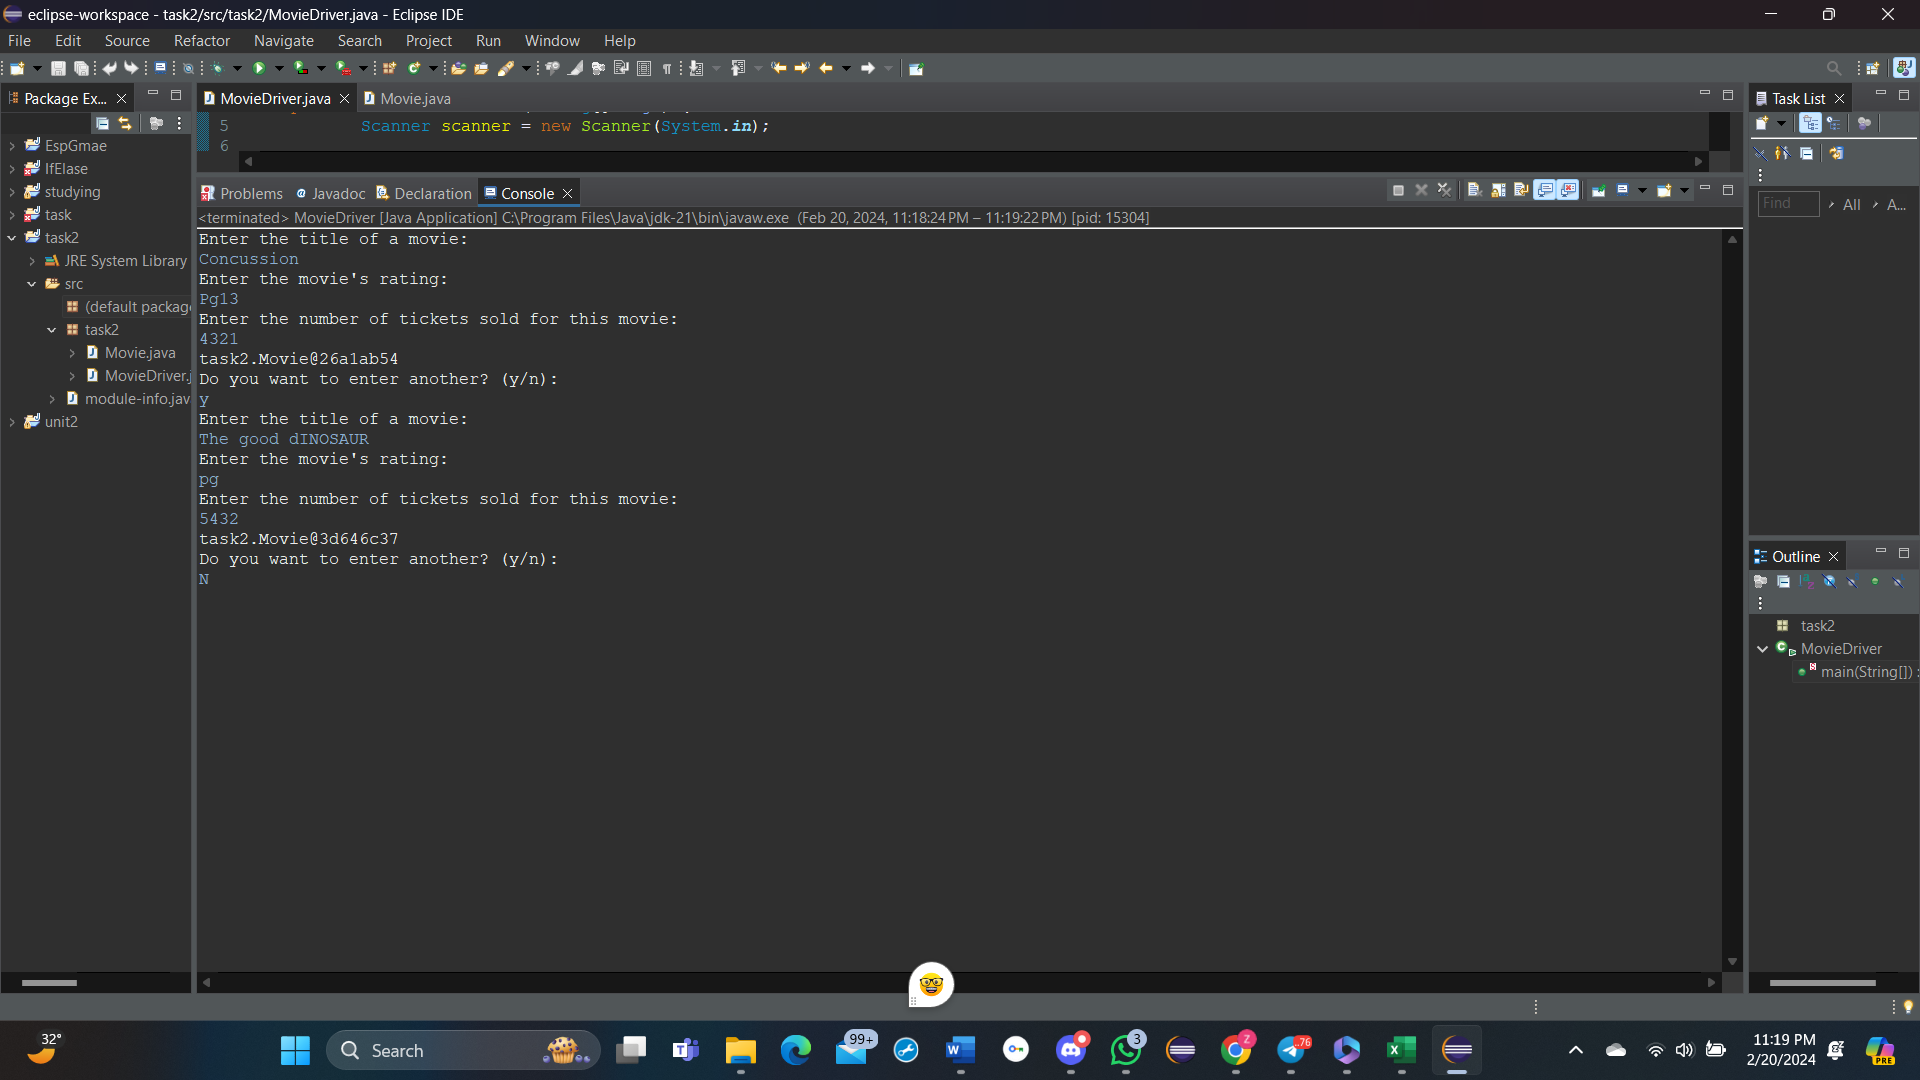 eclipse-workspace - task2/src/task2/MovieDriver.java - Eclipse IDE
File Edit Source Refactor Navigate Search Project Run Window Help
Package Ex...
MovieDriver.java
Movie.java
5 Scanner scanner = new Scanner(System.in);
6
EspGmae
IfElase
studying
task
task2
JRE System Library
src
(default package
task2
Movie.java
MovieDriver.j
module-info.jav
unit2
Problems Javadoc Declaration Console
<terminated> MovieDriver [Java Application] C:\Program Files\Java\jdk-21\bin\javaw.exe (Feb 20, 2024, 11:18:24 PM – 11:19:22 PM) [pid: 15304]
Enter the title of a movie:
Concussion
Enter the movie's rating:
Pg13
Enter the number of tickets sold for this movie:
4321
task2.Movie@26a1ab54
Do you want to enter another? (y/n):
y
Enter the title of a movie:
The good dINOSAUR
Enter the movie's rating:
pg
Enter the number of tickets sold for this movie:
5432
task2.Movie@3d646c37
Do you want to enter another? (y/n):
N
Task List
Find
All
A...
Outline
task2
MovieDriver
main(String[]) :
32°
Search
99+
3
Z
76
PRE
11:19 PM
2/20/2024